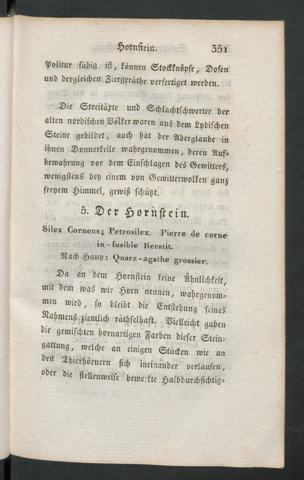 Hornstein. 351
Politur fähig ist, können Stockknöpfe, Dosen
und dergleichen Ziergräthe verfertiget werden.
Die Streitäxte und Schlachtschwerter der
alten nordischen Völker waren aus dem Lydischen
Steine gebildet, auch hat der Aberglaube in
ihnen Donnerkeile wahrgenommen, deren Auf-
bewahrung vor dem Einschlagen des Gewitters,
wenigstens bey einem von Gewitterwolken ganz
freyem Himmel, gewiß schützt.
5. Der Hornstein.
Silex Corneus; Petrosilex. Pierre de corne
in-fusible Keratit.
Nach Hauy: Quarz-agathe grossier.
Da an dem Hornstein keine Ähnlichkeit,
mit dem was wir Horn nennen, wahrgenom-
men wird, so bleibt die Entstehung seines
Nahmens ziemlich räthselhaft. Vielleicht gaben
die gemischten hornartigen Farben dieser Stein-
gattung, welche an einigen Stücken wie an
den Thierhörnern sich ineinander verlaufen,
oder die stellenweise bemerkte Halbdurchsichtig-